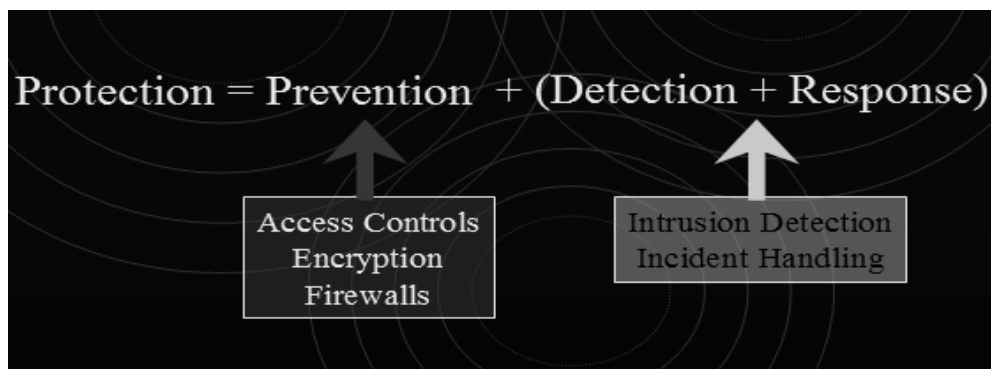 Protection = Prevention + (Detection + Response)
Access Controls
Encryption
Firewalls
Intrusion Detection
Incident Handling